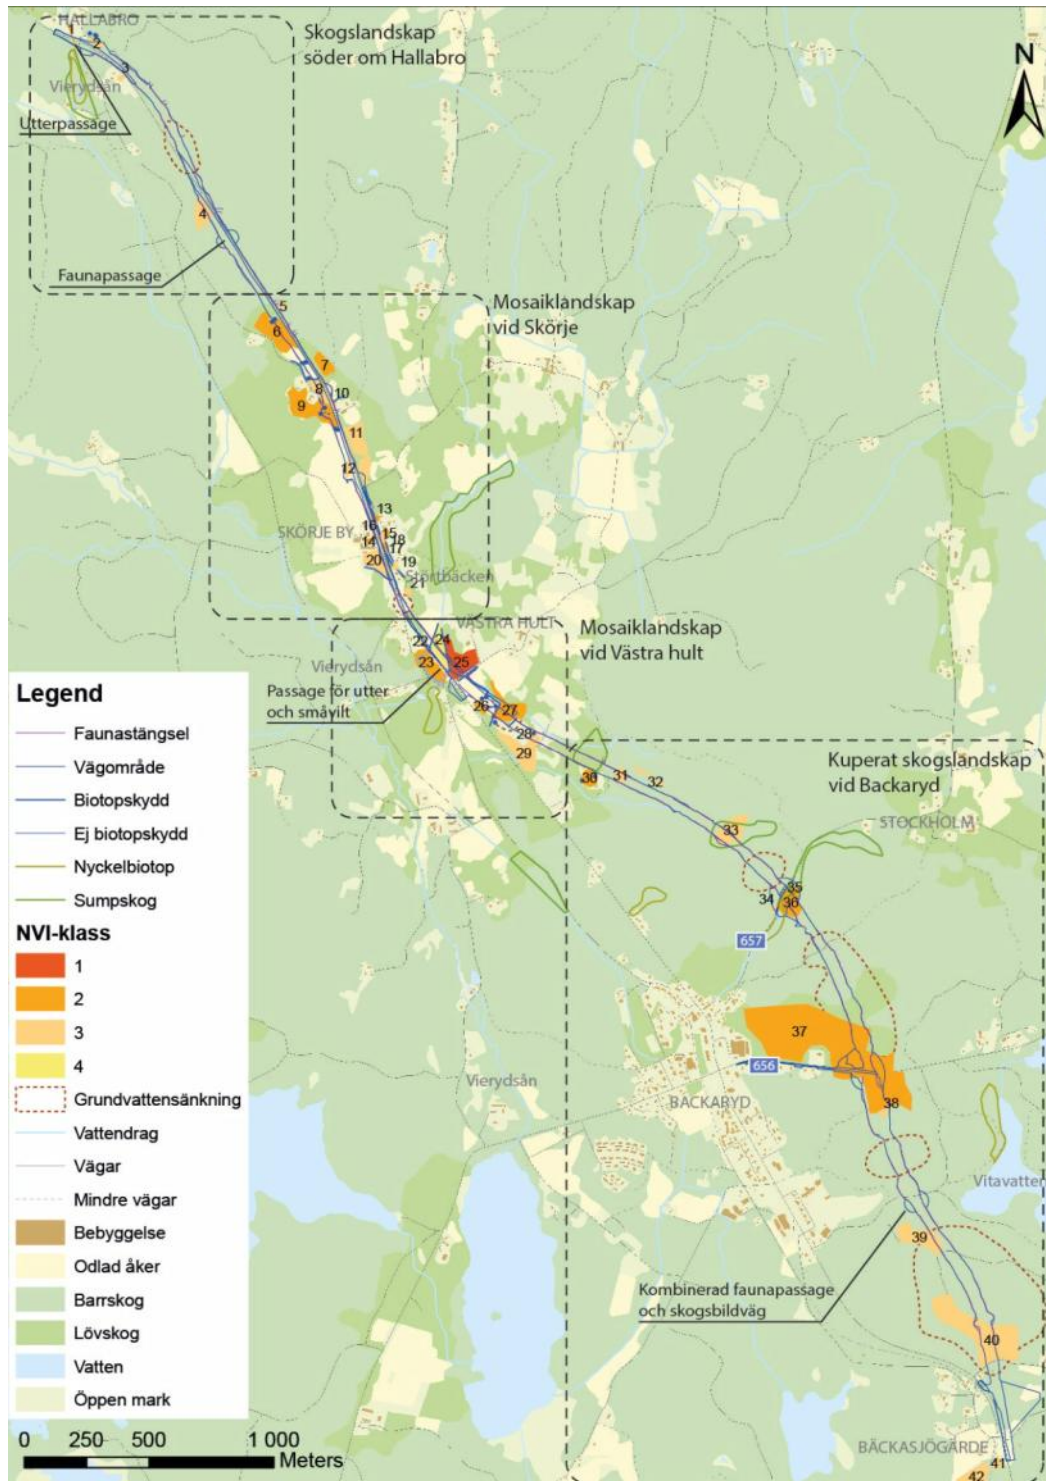 HALLABRO
1
2
3
Vierydsån
Utterpassage
4
Faunapassage
Skogslandskap
söder om Hallabro
N
5
6
7
8
9
10
11
12
13
SKÖRJE BY
16
15
14
18
17
20
19
Störtbäcken
21
Mosaiklandskap
vid Skörje
VÄSTRA HULT
22
24
23
25
Vierydsån
Passage för utter
och småvilt
26
27
28
29
Mosaiklandskap
vid Västra hult
Kuperat skogslandskap
vid Backaryd
30
31
32
33
STOCKHOLM
34
35
36
657
37
656
38
Vierydsån
BACKARYD
Vitavatten
39
Kombinerad faunapassage
och skogsbildväg
40
BÄCKASJÖGÄRDE
41
42
Legend
Faunastängsel
Vägområde
Biotopskydd
Ej biotopskydd
Nyckelbiotop
Sumpskog
NVI-klass
1
2
3
4
Grundvattensänkning
Vattendrag
Vägar
Mindre vägar
Bebyggelse
Odlad åker
Barrskog
Lövskog
Vatten
Öppen mark
0 250 500 1 000
Meters